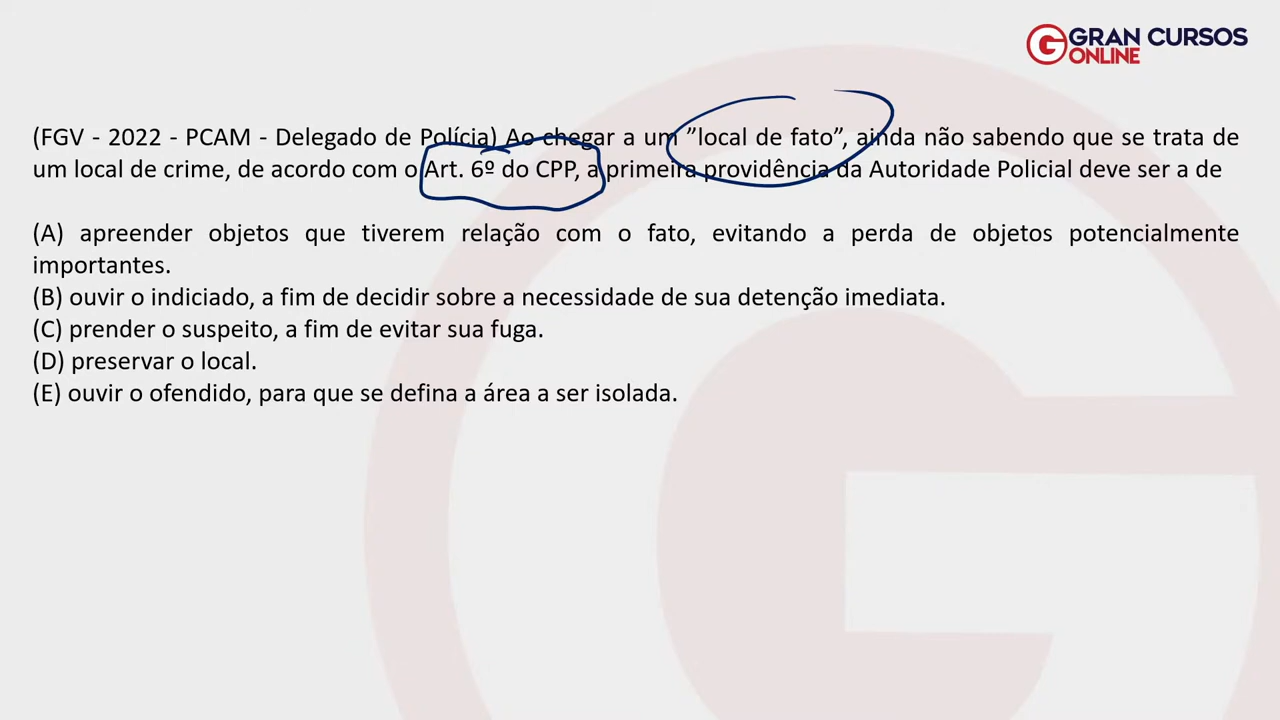 GRAN CURSOS
ONLINE
(FGV - 2022 - PCAM - Delegado de Polícia) Ao chegar a um ”local de fato”, ainda não sabendo que se trata de
um local de crime, de acordo com o Art. 6º do CPP, a primeira providência da Autoridade Policial deve ser a de
(A) apreender objetos que tiverem relação com o fato, evitando a perda de objetos potencialmente
importantes.
(B) ouvir o indiciado, a fim de decidir sobre a necessidade de sua detenção imediata.
(C) prender o suspeito, a fim de evitar sua fuga.
(D) preservar o local.
(E) ouvir o ofendido, para que se defina a área a ser isolada.